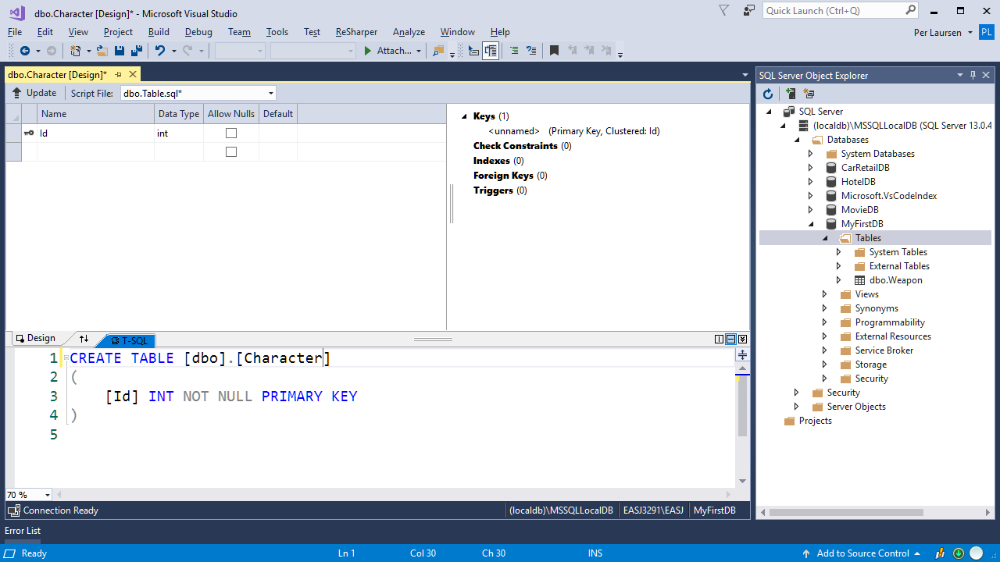 dbo.Character [Design]* - Microsoft Visual Studio
Quick Launch (Ctrl+Q)
File Edit View Project Build Debug Team Tools Test ReSharper Analyze Window Help
Per Laursen PL
Attach...
dbo.Character [Design]*
SQL Server Object Explorer
Update Script File: dbo.Table.sql*
Name Data Type Allow Nulls Default
Id int
Keys (1)
<unnamed> (Primary Key, Clustered: Id)
Check Constraints (0)
Indexes (0)
Foreign Keys (0)
Triggers (0)
SQL Server
(localdb)\MSSQLLocalDB (SQL Server 13.0.4
Databases
System Databases
CarRetailDB
HotelDB
Microsoft.VsCodeIndex
MovieDB
MyFirstDB
Tables
System Tables
External Tables
dbo.Weapon
Views
Synonyms
Programmability
External Resources
Service Broker
Storage
Security
Security
Server Objects
Projects
Design T-SQL
1 CREATE TABLE [dbo].[Character]
2 (
3 [Id] INT NOT NULL PRIMARY KEY
4 )
5
70 %
Connection Ready (localdb)\MSSQLLocalDB EASJ3291\EASJ MyFirstDB
Error List
Ready Ln 1 Col 30 Ch 30 INS Add to Source Control